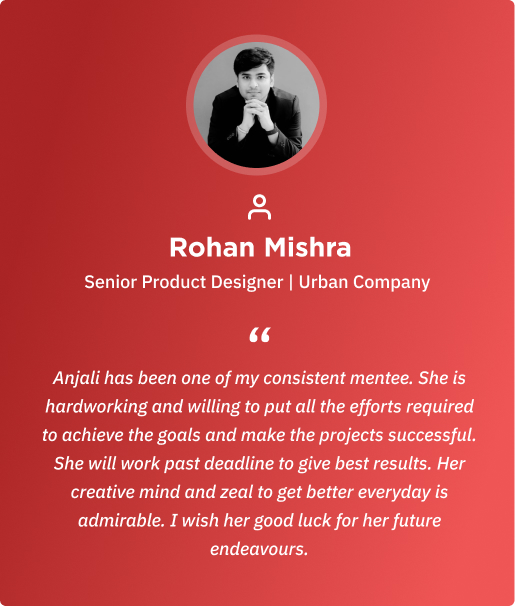 Rohan Mishra
Senior Product Designer | Urban Company
“
Anjali has been one of my consistent mentee. She is
hardworking and willing to put all the efforts required
to achieve the goals and make the projects successful.
She will work past deadline to give best results. Her
creative mind and zeal to get better everyday is
admirable. I wish her good luck for her future
endeavours.